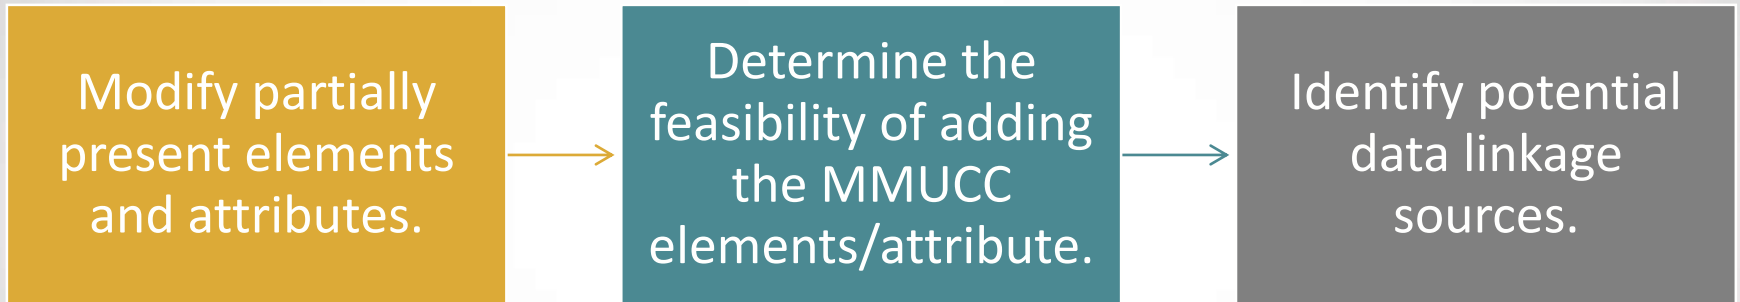 Modify partially
present elements
and attributes.
Determine the
feasibility of adding
the MMUCC
elements/attribute.
Identify potential
data linkage
sources.